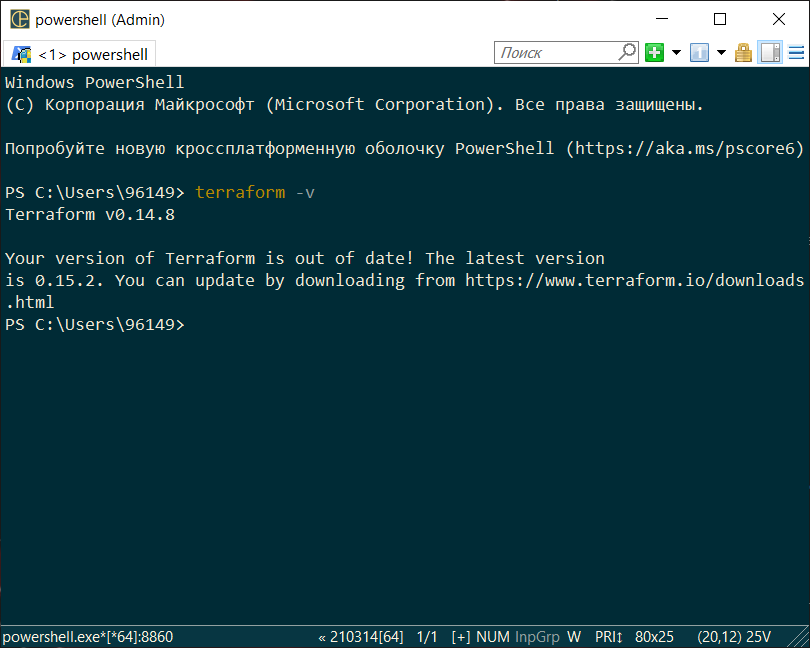 powershell (Admin)
<1> powershell
Поиск
Windows PowerShell
(C) Корпорация Майкрософт (Microsoft Corporation). Все права защищены.
Попробуйте новую кроссплатформенную оболочку PowerShell (https://aka.ms/pscore6)
PS C:\Users\96149> terraform -v
Terraform v0.14.8
Your version of Terraform is out of date! The latest version
is 0.15.2. You can update by downloading from https://www.terraform.io/downloads
.html
PS C:\Users\96149>
powershell.exe*[*64]:8860 « 210314[64] 1/1 [+] NUM InpGrp W PRI↕ 80x25 (20,12) 25V